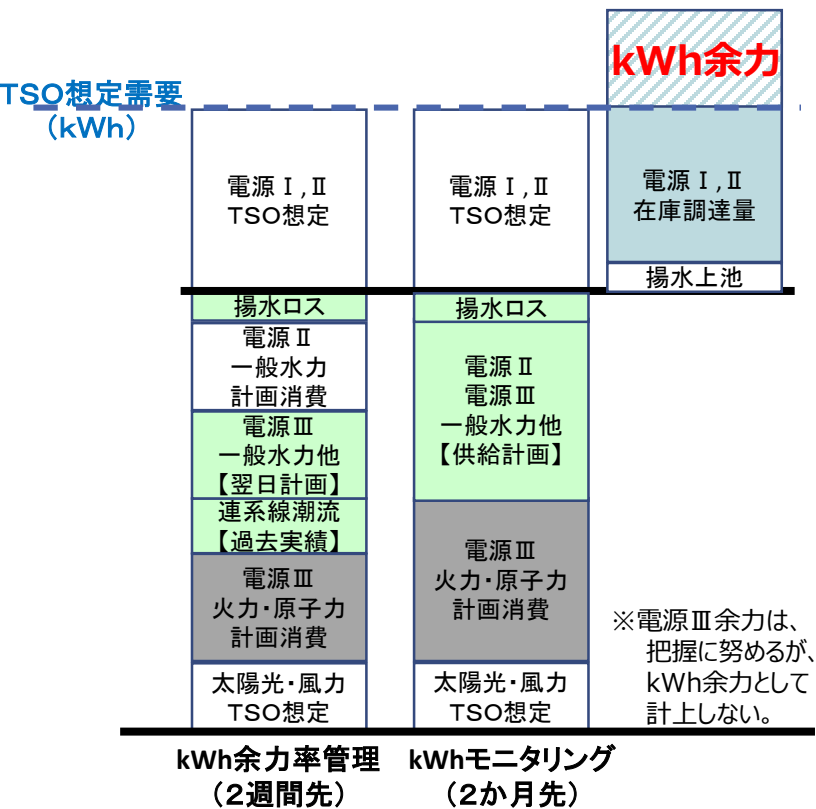 kWh余力
TSO想定需要
（kWh）
電源Ⅰ,Ⅱ
TSO想定
揚水ロス
電源Ⅱ
一般水力
計画消費
電源Ⅲ
一般水力他
【翌日計画】
連系線潮流
【過去実績】
電源Ⅲ
火力・原子力
計画消費
太陽光・風力
TSO想定
kWh余力率管理
（2週間先）
電源Ⅰ,Ⅱ
TSO想定
揚水ロス
電源Ⅱ
電源Ⅲ
一般水力他
【供給計画】
電源Ⅲ
火力・原子力
計画消費
太陽光・風力
TSO想定
kWhモニタリング
（2か月先）
電源Ⅰ,Ⅱ
在庫調達量
揚水上池
※電源Ⅲ余力は、
把握に努めるが、
kWh余力として
計上しない。